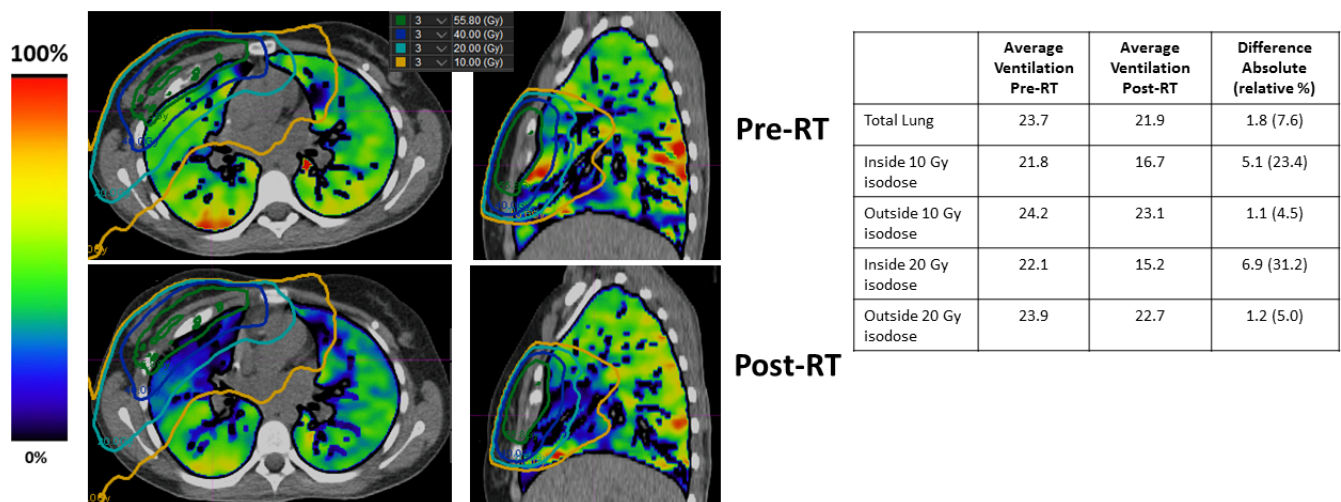 100%
0%
3 55.80 (Gy)
3 40.00 (Gy)
3 20.00 (Gy)
3 10.00 (Gy)
Pre-RT
Post-RT
Average Ventilation Pre-RT
Average Ventilation Post-RT
Difference Absolute (relative %)
Total Lung 23.7 21.9 1.8 (7.6)
Inside 10 Gy isodose 21.8 16.7 5.1 (23.4)
Outside 10 Gy isodose 24.2 23.1 1.1 (4.5)
Inside 20 Gy isodose 22.1 15.2 6.9 (31.2)
Outside 20 Gy isodose 23.9 22.7 1.2 (5.0)